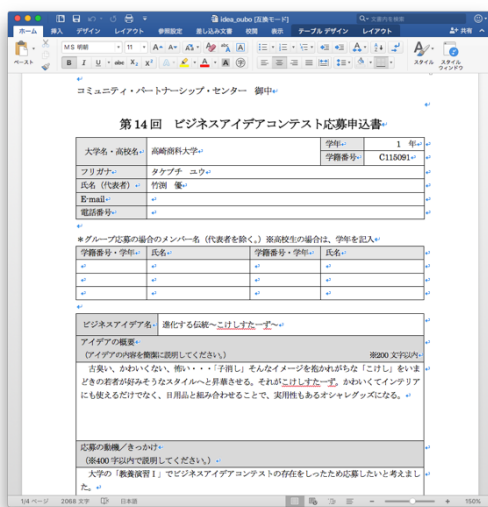 idea_oubo [互換モード]
文書内を検索
ホーム 挿入 デザイン レイアウト 参照設定 差し込み文書 校閲 表示 テーブル デザイン レイアウト 共有
ペースト MS 明朝 11 スタイル スタイル ウィンドウ
コミュニティ・パートナーシップ・センター 御中
第14回 ビジネスアイデアコンテスト応募申込書
大学名・高校名 高崎商科大学 学年 1 年
学籍番号 C115091
フリガナ タケブチ ユウ
氏名(代表者) 竹渕 優
E-mail
電話番号
*グループ応募の場合のメンバー名(代表者を除く。)※高校生の場合は、学年を記入
学籍番号・学年 氏名 学籍番号・学年 氏名
ビジネスアイデア名 進化する伝統~こけしすたーず~
アイデアの概要
(アイデアの内容を簡潔に説明してください。) ※200文字以内
古臭い、かわいくない、怖い・・・「子消し」そんなイメージを抱かれがちな「こけし」をいま
どきの若者が好みそうなスタイルへと昇華させる。それがこけしすたーず。かわいくてインテリア
にも使えるだけでなく、日用品と組み合わせることで、実用性もあるオシャレグッズになる。
応募の動機/きっかけ
(※400字以内で説明してください。)
大学の「教養演習Ⅰ」でビジネスアイデアコンテストの存在をしったため応募したいと考えまし
た。
1/4 ページ 2068 文字 日本語 150%